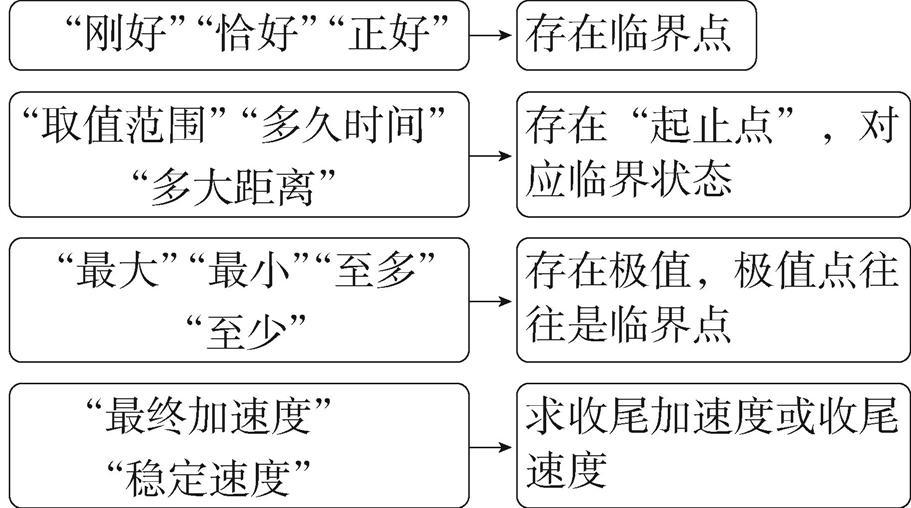 “刚好”“恰好”“正好”
存在临界点
“取值范围”“多久时间”
“多大距离”
存在“起止点”，对
应临界状态
“最大”“最小”“至多”
“至少”
存在极值，极值点往
往是临界点
“最终加速度”
“稳定速度”
求收尾加速度或收尾
速度